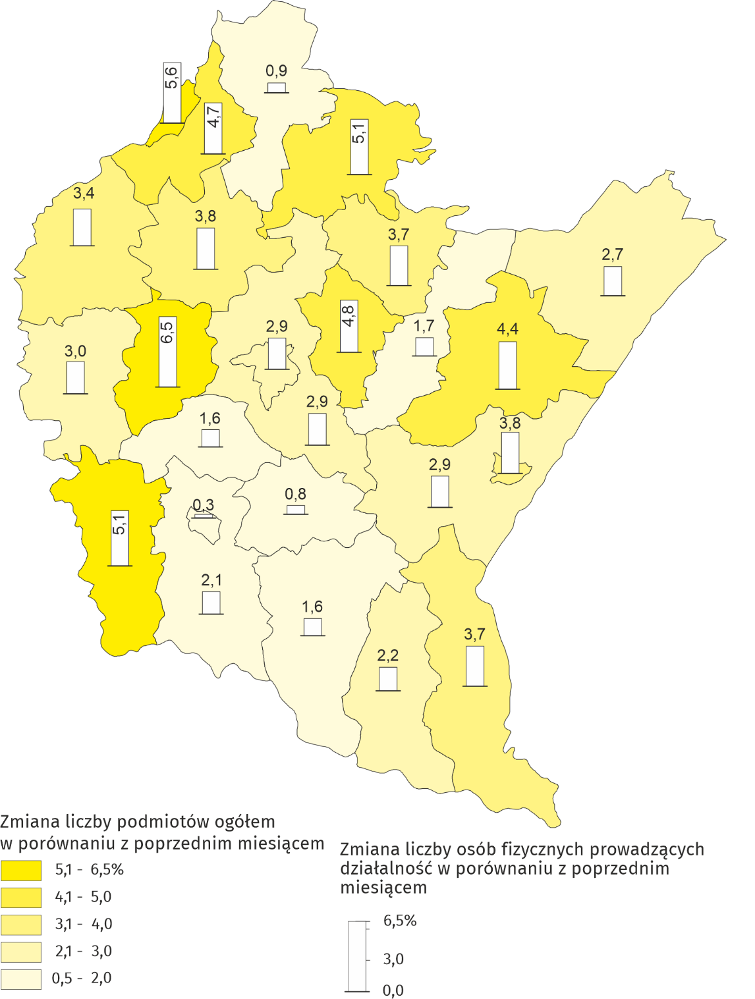 0,9
5,6
4,7
5,1
3,4
3,8
3,7
2,7
6,5
4,8
2,9
1,7
4,4
3,0
2,9
1,6
3,8
2,9
0,8
0,3
5,1
2,1
1,6
3,7
2,2
Zmiana liczby podmiotów ogółem
w porównaniu z poprzednim miesiącem
5,1 - 6,5%
4,1 - 5,0
3,1 - 4,0
2,1 - 3,0
0,5 - 2,0
Zmiana liczby osób fizycznych prowadzących
działalność w porównaniu z poprzednim
miesiącem
6,5%
3,0
0,0